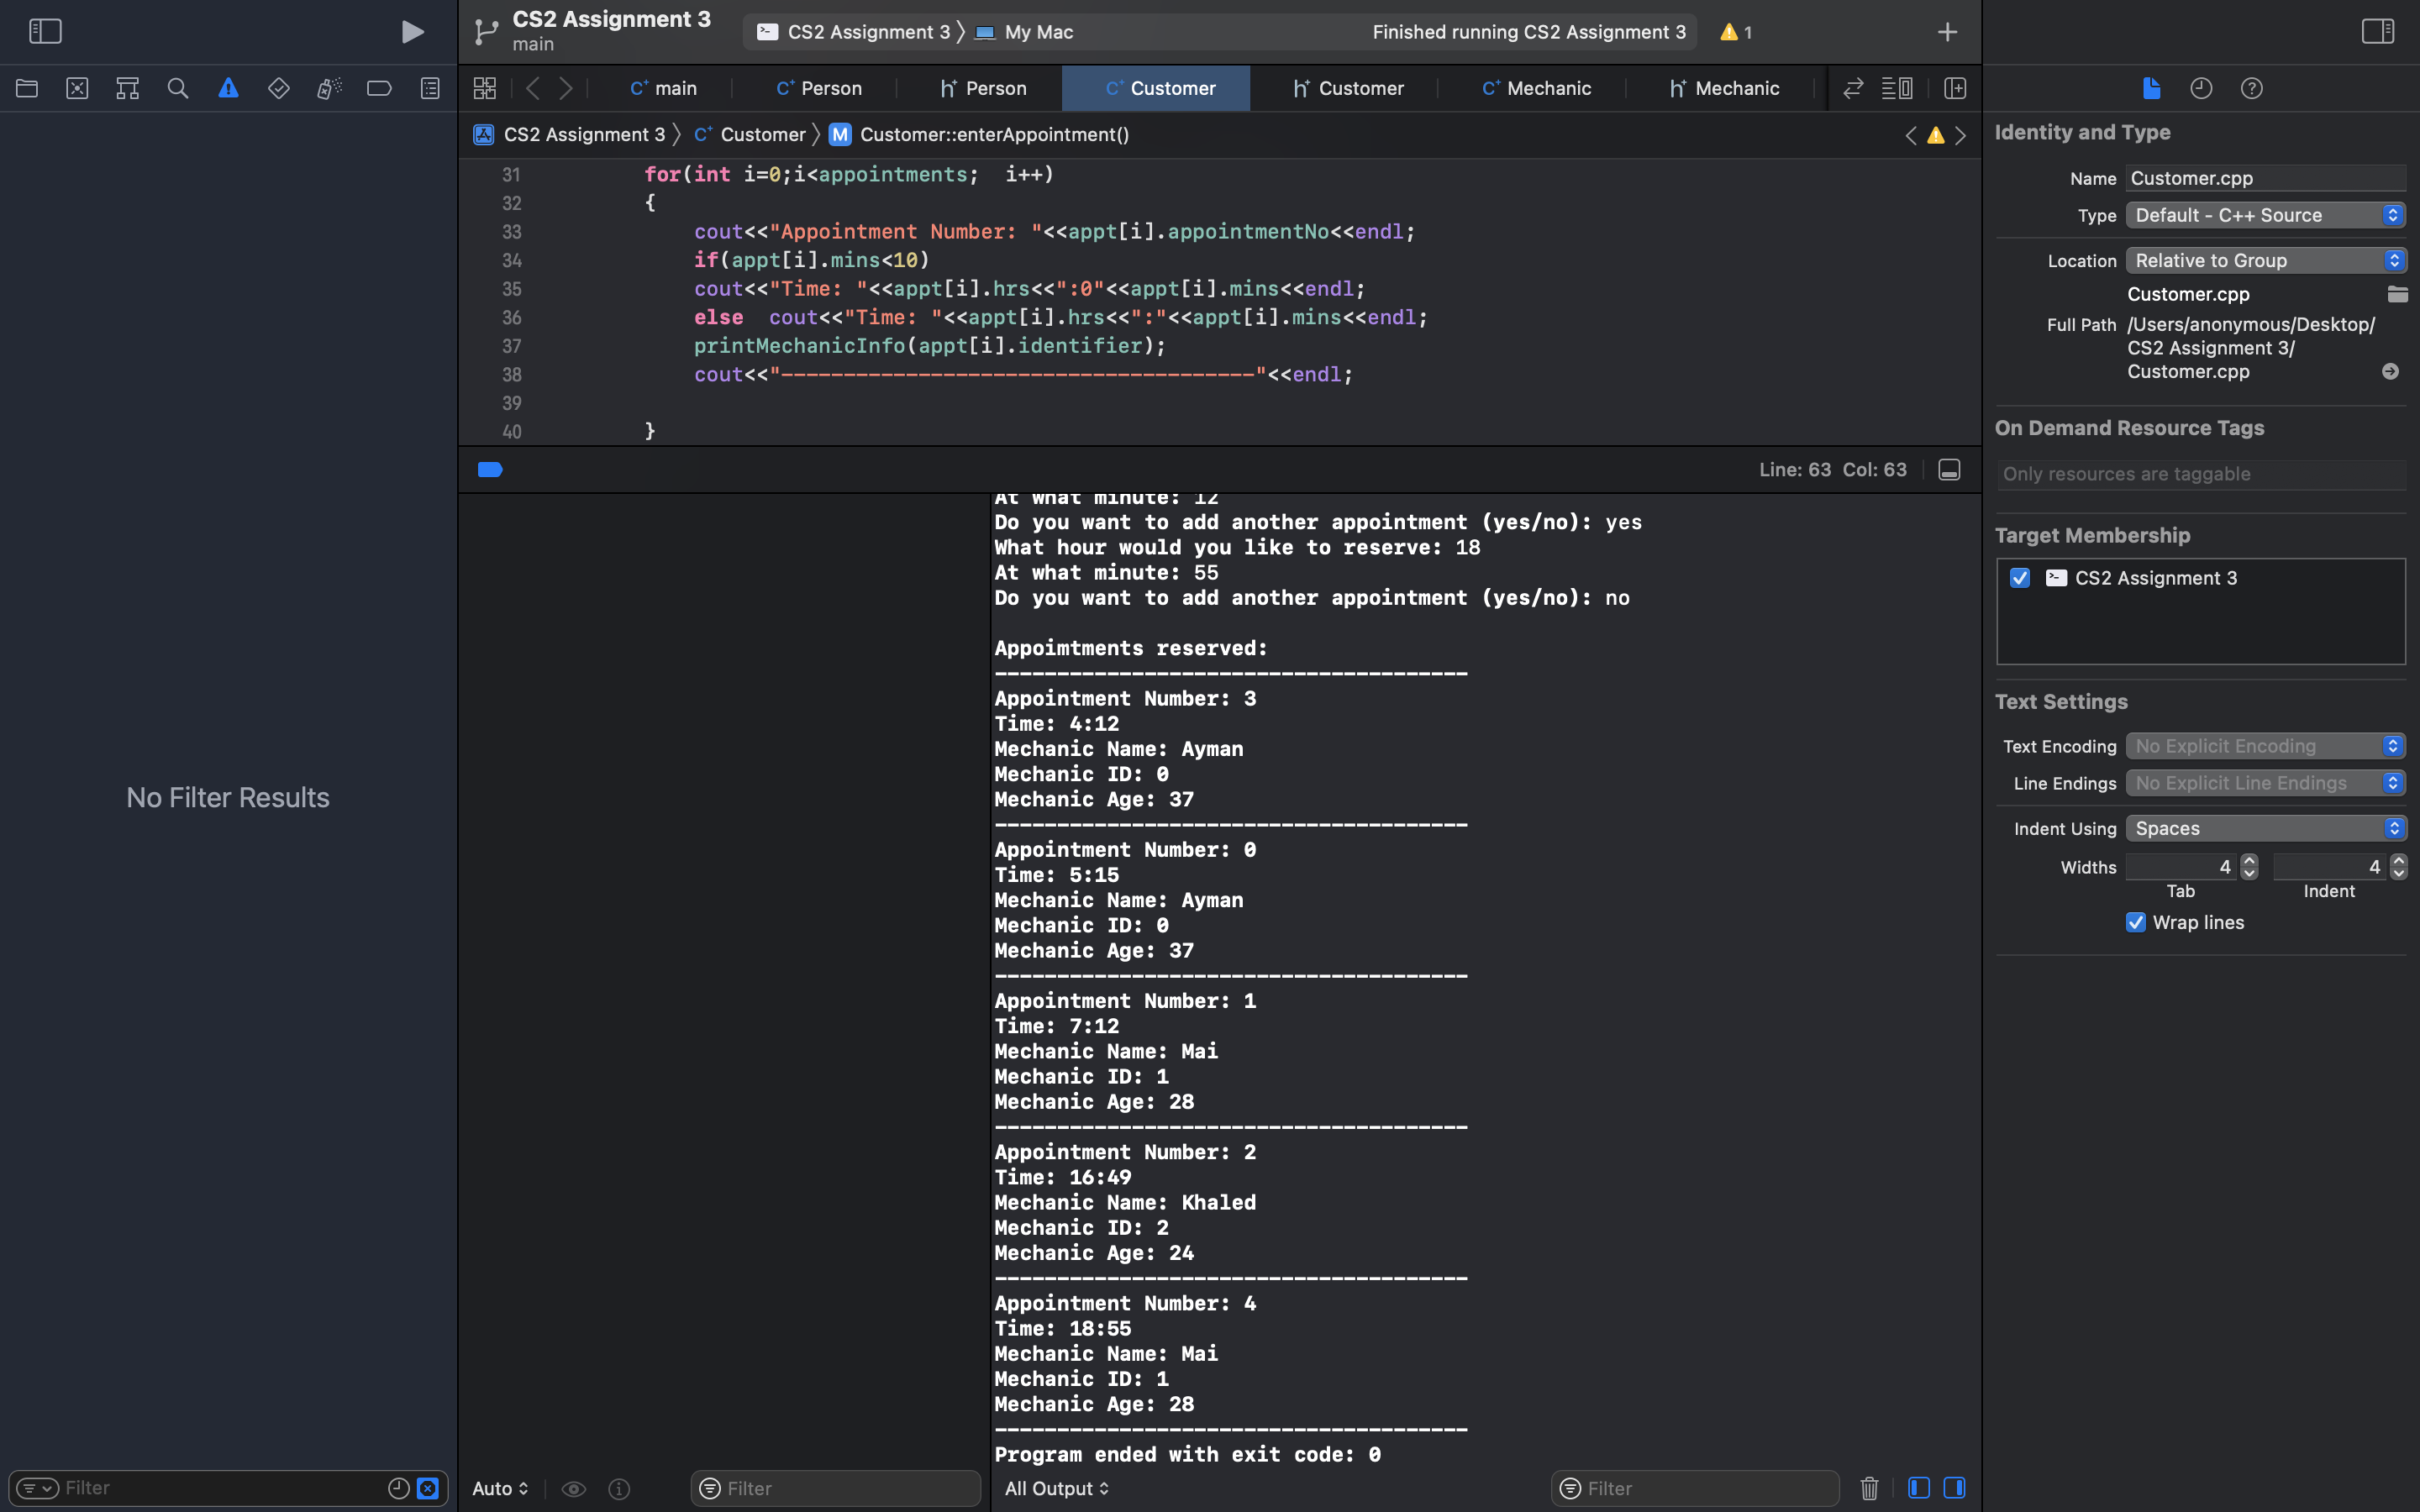 CS2 Assignment 3
main
CS2 Assignment 3 〉 My Mac
Finished running CS2 Assignment 3
1
main
Person
Person
Customer
Customer
Mechanic
Mechanic
CS2 Assignment 3 〉 Customer 〉 M Customer::enterAppointment()
31 for(int i=0;i<appointments;  i++)
32 {
33 cout<<"Appointment Number: "<<appt[i].appointmentNo<<endl;
34 if(appt[i].mins<10)
35 cout<<"Time: "<<appt[i].hrs<<":0"<<appt[i].mins<<endl;
36 else  cout<<"Time: "<<appt[i].hrs<<":"<<appt[i].mins<<endl;
37 printMechanicInfo(appt[i].identifier);
38 cout<<"--------------------------------------"<<endl;
39
40 }
Line: 63  Col: 63
No Filter Results
At what minute: 12
Do you want to add another appointment (yes/no): yes
What hour would you like to reserve: 18
At what minute: 55
Do you want to add another appointment (yes/no): no
Appoimtments reserved:
--------------------------------------
Appointment Number: 3
Time: 4:12
Mechanic Name: Ayman
Mechanic ID: 0
Mechanic Age: 37
--------------------------------------
Appointment Number: 0
Time: 5:15
Mechanic Name: Ayman
Mechanic ID: 0
Mechanic Age: 37
--------------------------------------
Appointment Number: 1
Time: 7:12
Mechanic Name: Mai
Mechanic ID: 1
Mechanic Age: 28
--------------------------------------
Appointment Number: 2
Time: 16:49
Mechanic Name: Khaled
Mechanic ID: 2
Mechanic Age: 24
--------------------------------------
Appointment Number: 4
Time: 18:55
Mechanic Name: Mai
Mechanic ID: 1
Mechanic Age: 28
--------------------------------------
Program ended with exit code: 0
Filter
Auto
Filter
All Output
Filter
Identity and Type
Name Customer.cpp
Type Default - C++ Source
Location Relative to Group
Customer.cpp
Full Path /Users/anonymous/Desktop/
CS2 Assignment 3/
Customer.cpp
On Demand Resource Tags
Only resources are taggable
Target Membership
CS2 Assignment 3
Text Settings
Text Encoding No Explicit Encoding
Line Endings No Explicit Line Endings
Indent Using Spaces
Widths 4 4
Tab Indent
Wrap lines